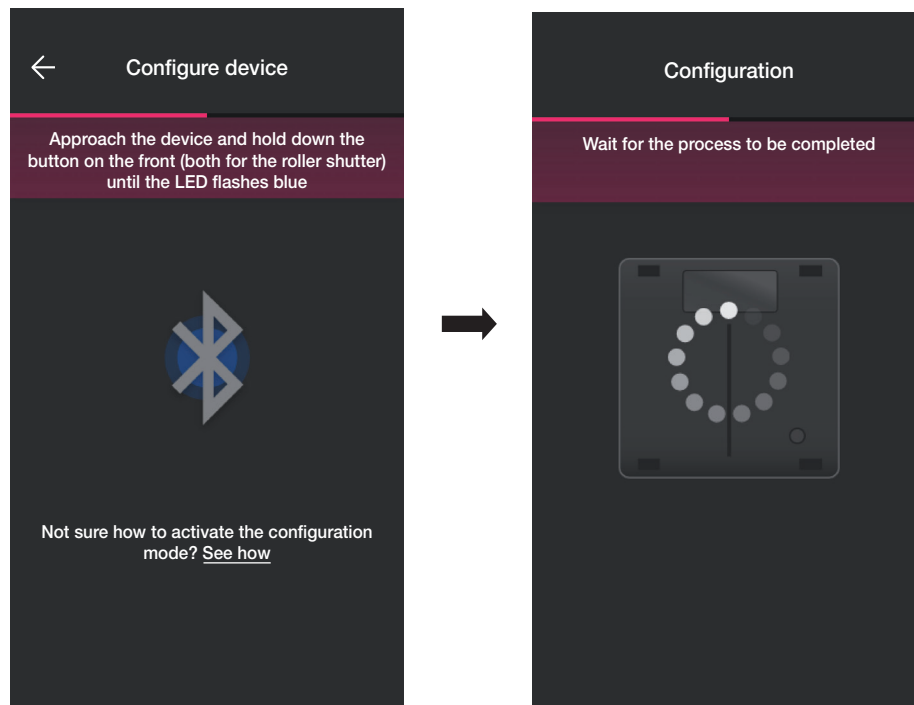 Configure device
Approach the device and hold down the
button on the front (both for the roller shutter)
until the LED flashes blue
Not sure how to activate the configuration
mode? See how
Configuration
Wait for the process to be completed